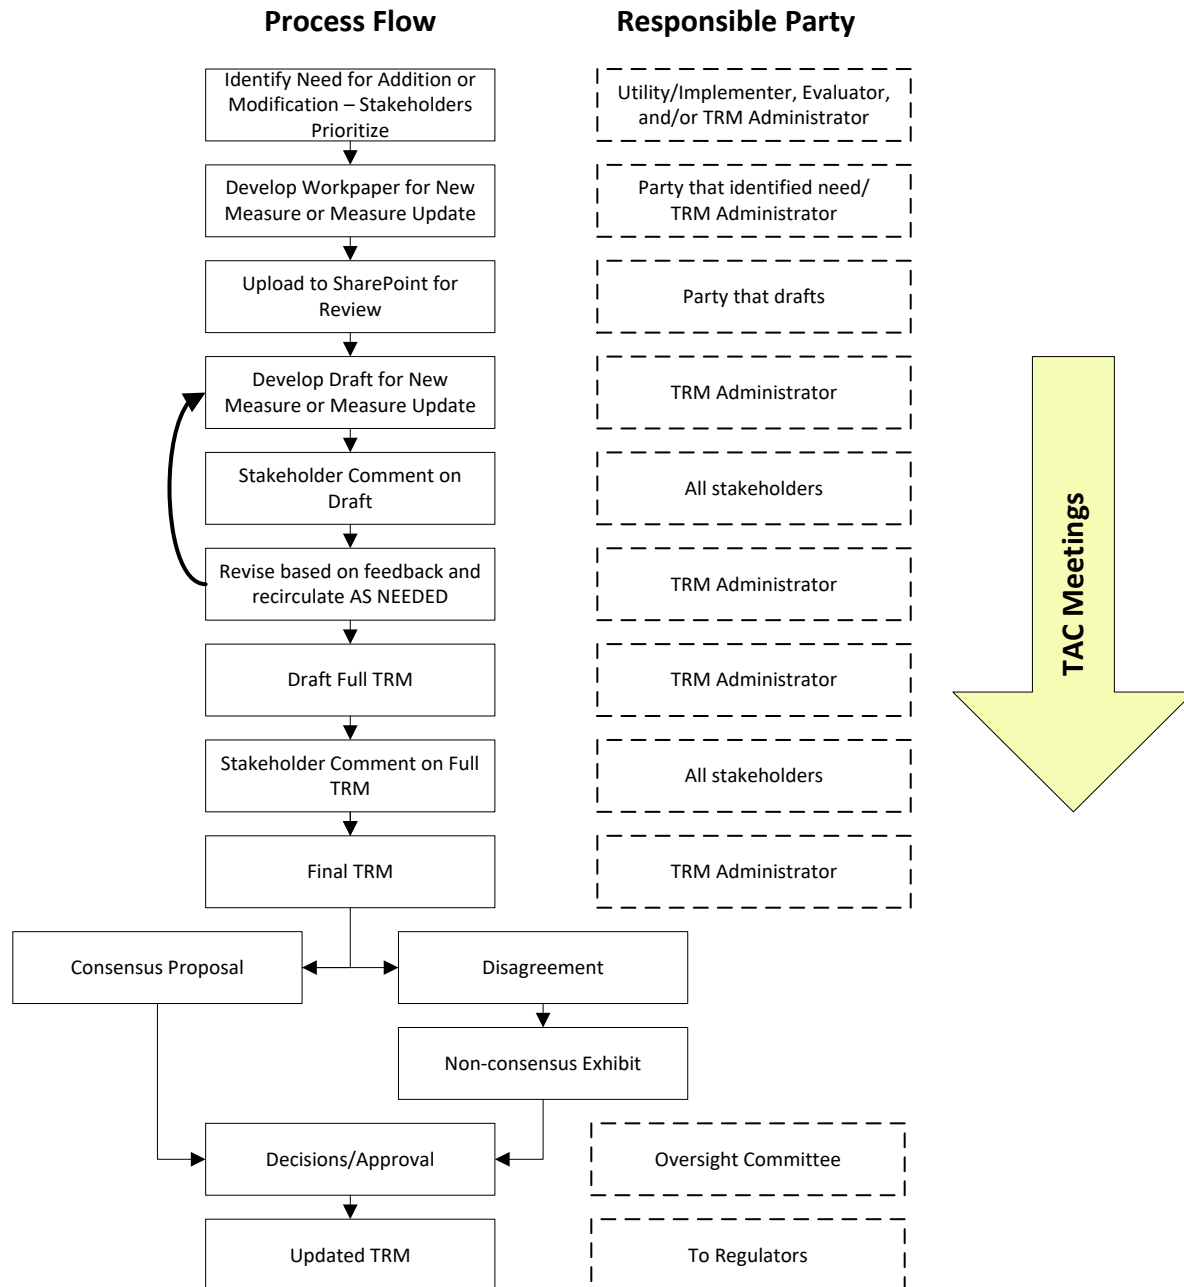 Process Flow
Responsible Party
Identify Need for Addition or
Modification – Stakeholders
Prioritize
Utility/Implementer, Evaluator,
and/or TRM Administrator
Develop Workpaper for New
Measure or Measure Update
Party that identified need/
TRM Administrator
Upload to SharePoint for
Review
Party that drafts
Develop Draft for New
Measure or Measure Update
TRM Administrator
Stakeholder Comment on
Draft
All stakeholders
Revise based on feedback and
recirculate AS NEEDED
TRM Administrator
TAC Meetings
Draft Full TRM
TRM Administrator
Stakeholder Comment on Full
TRM
All stakeholders
Final TRM
TRM Administrator
Consensus Proposal
Disagreement
Non-consensus Exhibit
Decisions/Approval
Oversight Committee
Updated TRM
To Regulators